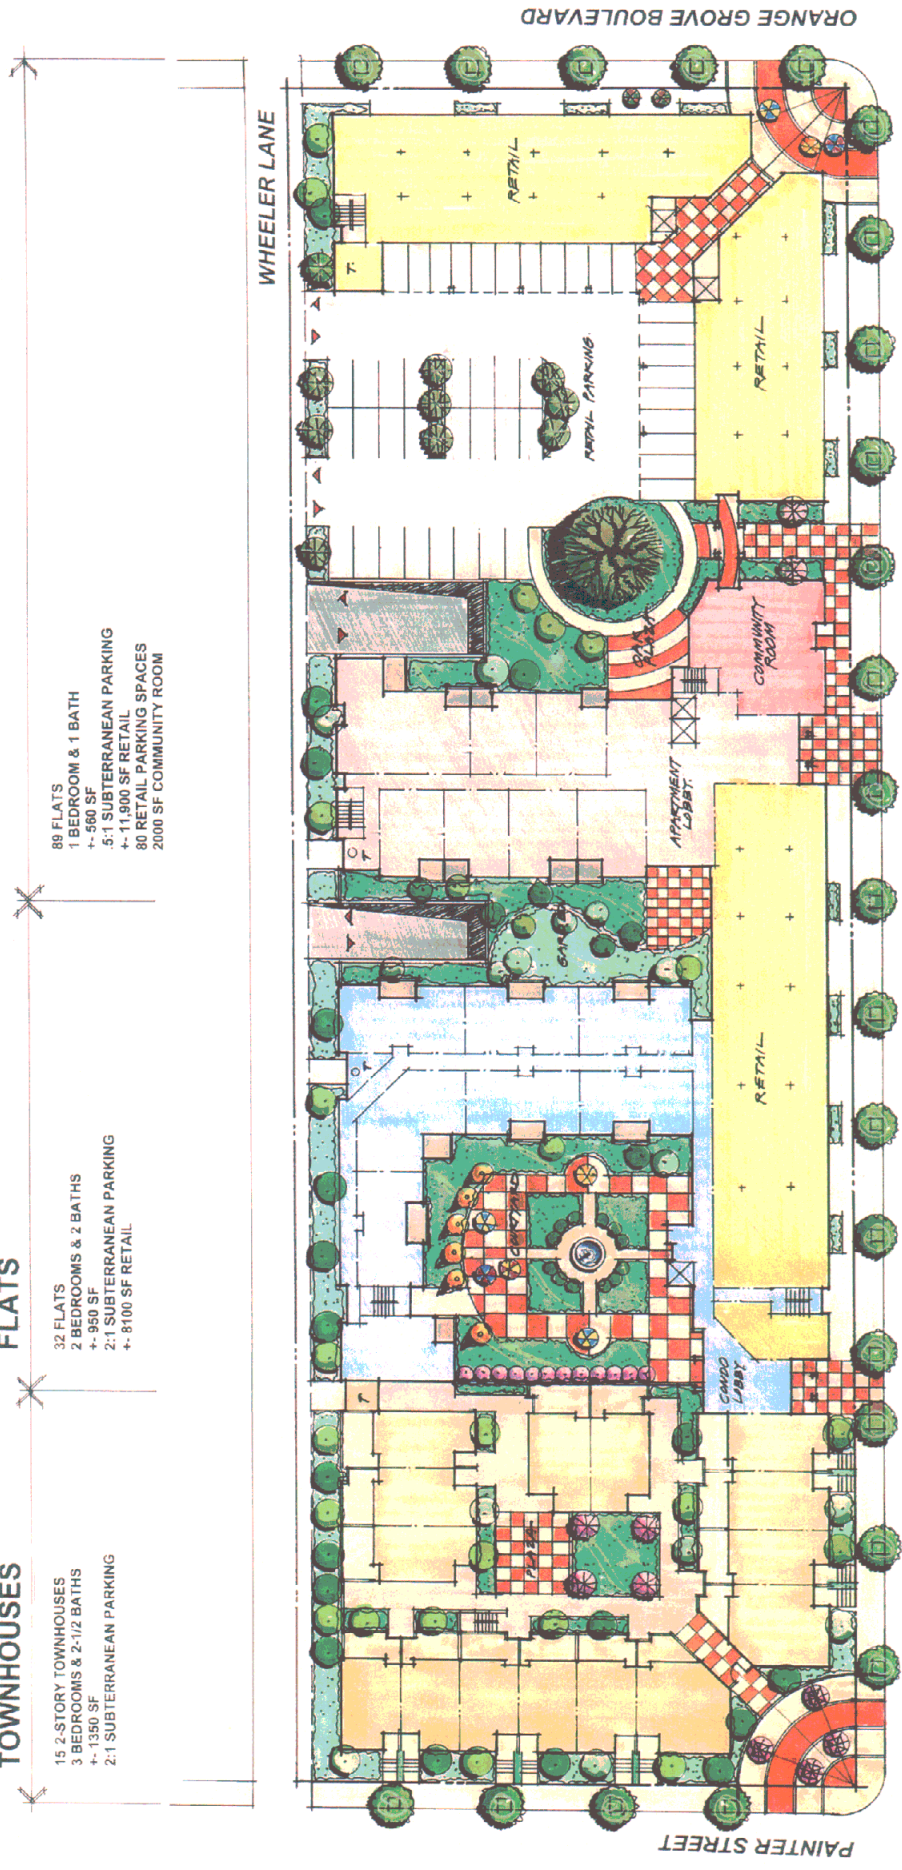 TOWNHOUSES
15 2-STORY TOWNHOUSES
3 BEDROOMS & 2-1/2 BATHS
+- 1350 SF
2:1 SUBTERRANEAN PARKING
FLATS
32 FLATS
2 BEDROOMS & 2 BATHS
+- 950 SF
2:1 SUBTERRANEAN PARKING
+- 8100 SF RETAIL
89 FLATS
1 BEDROOM & 1 BATH
+- 560 SF
.5:1 SUBTERRANEAN PARKING
+- 11,900 SF RETAIL
80 RETAIL PARKING SPACES
2000 SF COMMUNITY ROOM
WHEELER LANE
ORANGE GROVE BOULEVARD
PAINTER STREET
T
PLAZA
CONDO
LOBBY
COURTYARD
T
RETAIL
T
APARTMENT
LOBBY
OAK
PLAZA
COMMUNITY
ROOM
RETAIL PARKING
RETAIL
T.
RETAIL